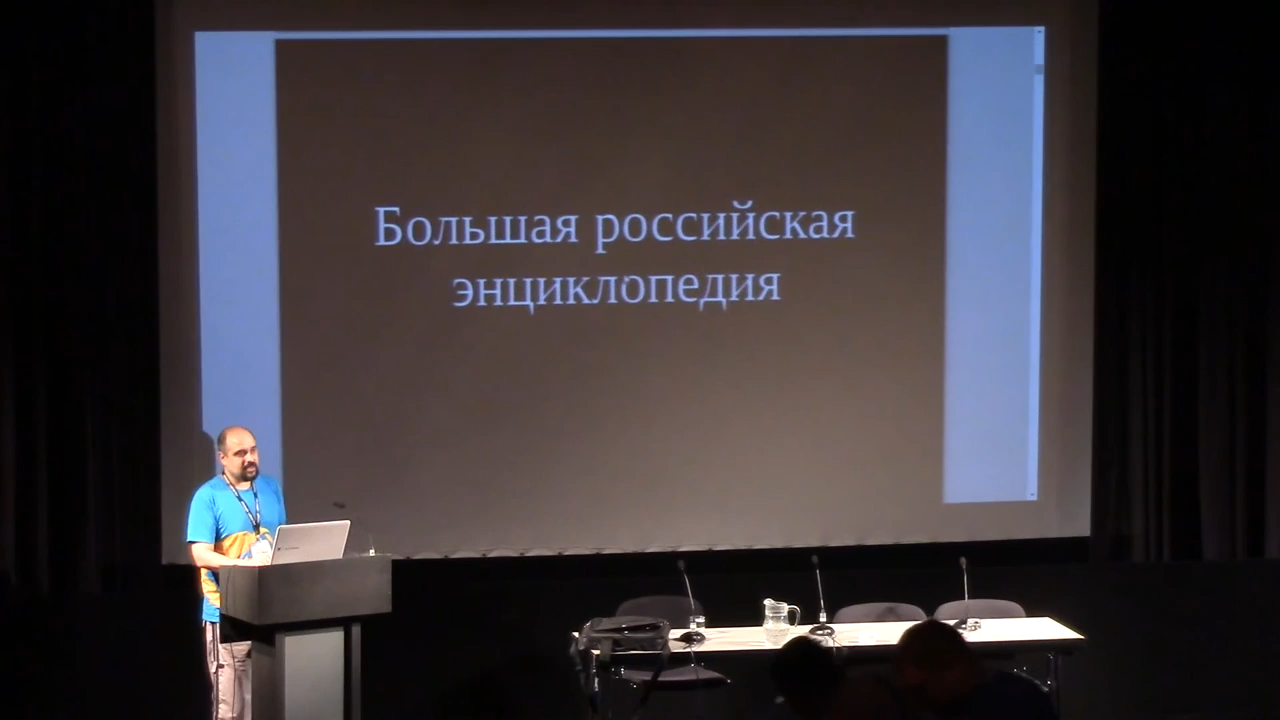 Большая российская
энциклопедия